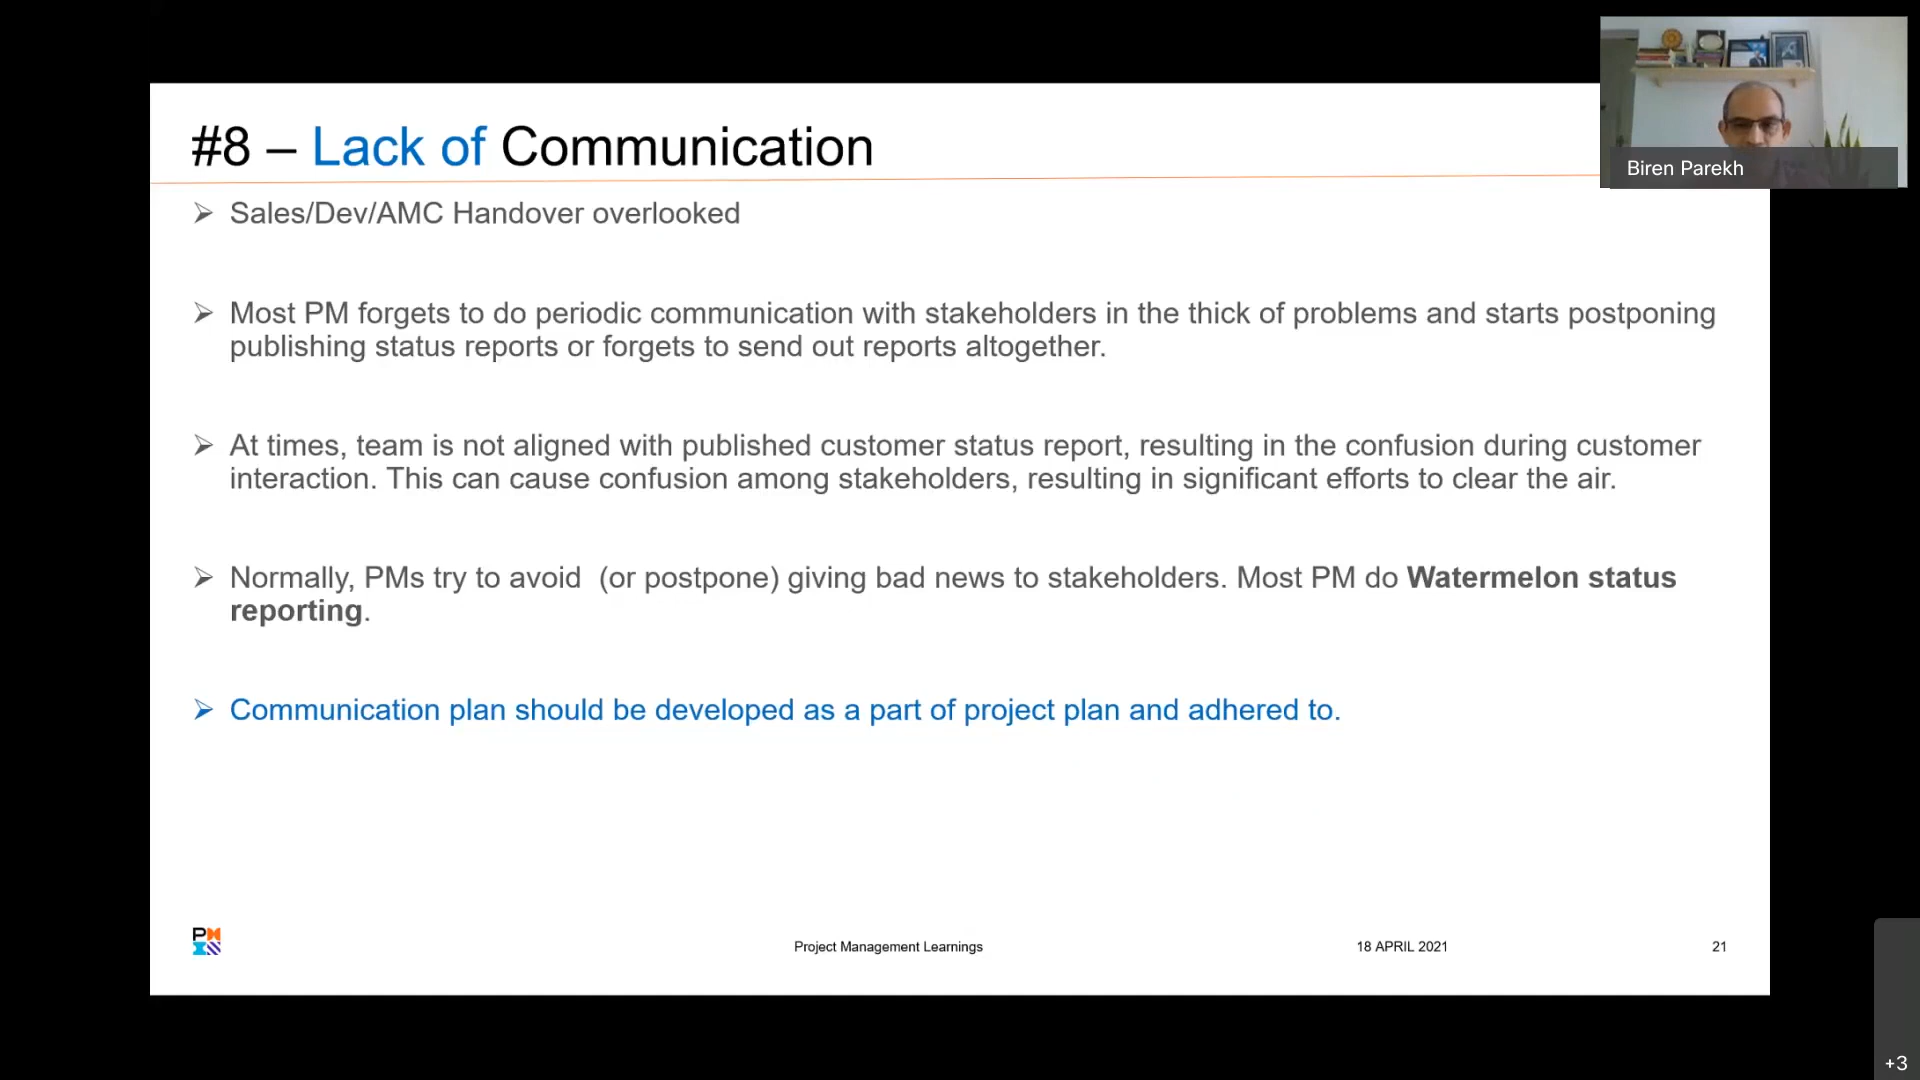 #8 – Lack of Communication
Biren Parekh
➢ Sales/Dev/AMC Handover overlooked
➢ Most PM forgets to do periodic communication with stakeholders in the thick of problems and starts postponing
publishing status reports or forgets to send out reports altogether.
➢ At times, team is not aligned with published customer status report, resulting in the confusion during customer
interaction. This can cause confusion among stakeholders, resulting in significant efforts to clear the air.
➢ Normally, PMs try to avoid  (or postpone) giving bad news to stakeholders. Most PM do Watermelon status
reporting.
➢ Communication plan should be developed as a part of project plan and adhered to.
Project Management Learnings
18 APRIL 2021
21
+3